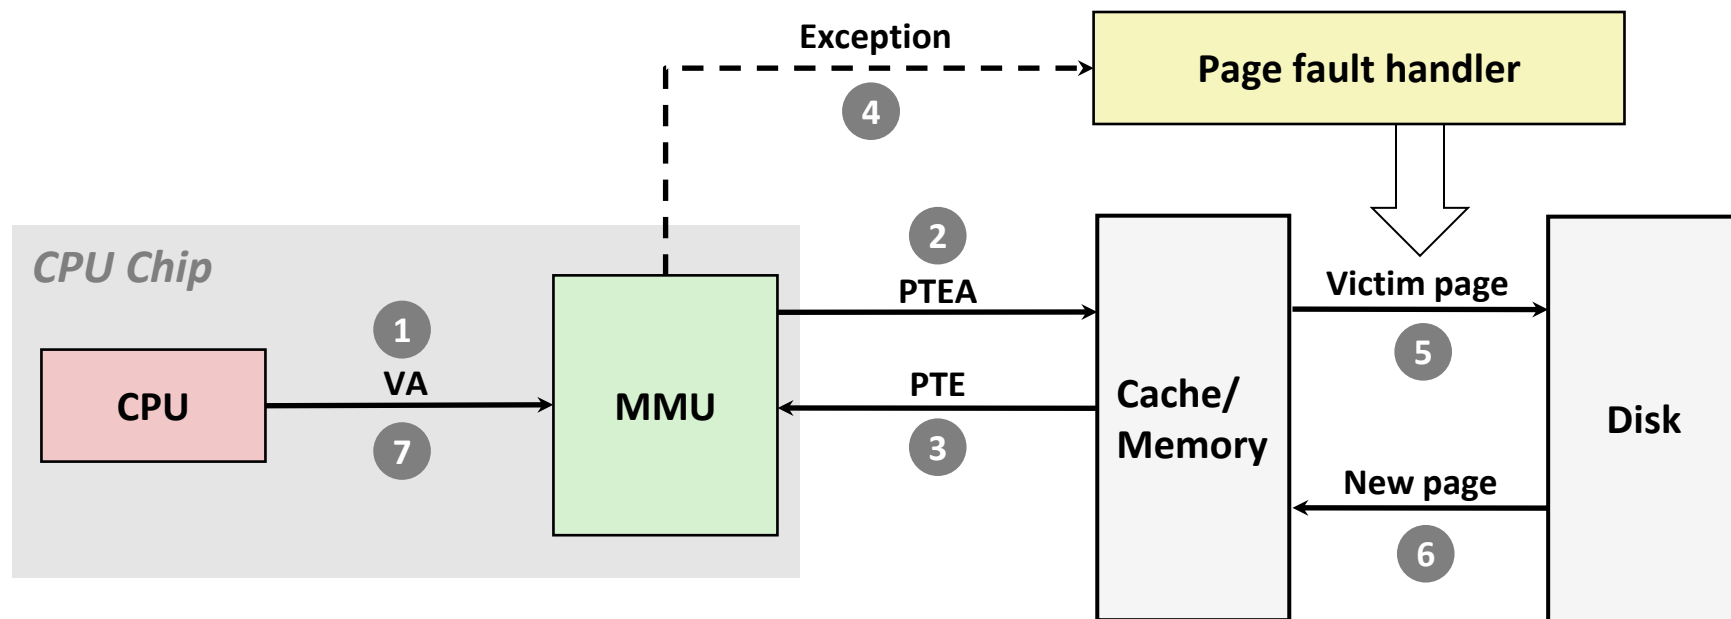 Exception
Page fault handler
4
2
CPU Chip
PTEA
Victim page
1
5
VA
PTE
CPU
MMU
Cache/
Memory
Disk
7
3
New page
6